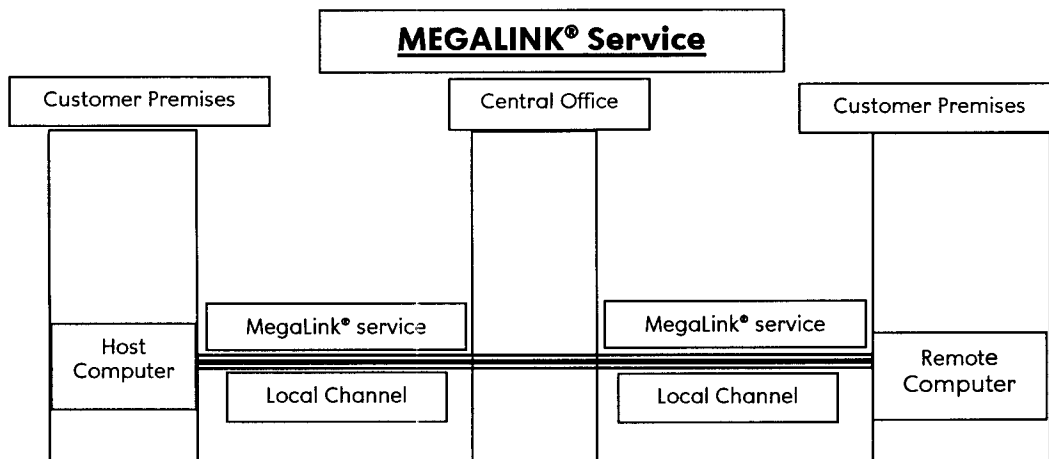 MEGALINK® Service
Customer Premises
Central Office
Customer Premises
MegaLink® service
MegaLink® service
Host
Computer
Remote
Computer
Local Channel
Local Channel